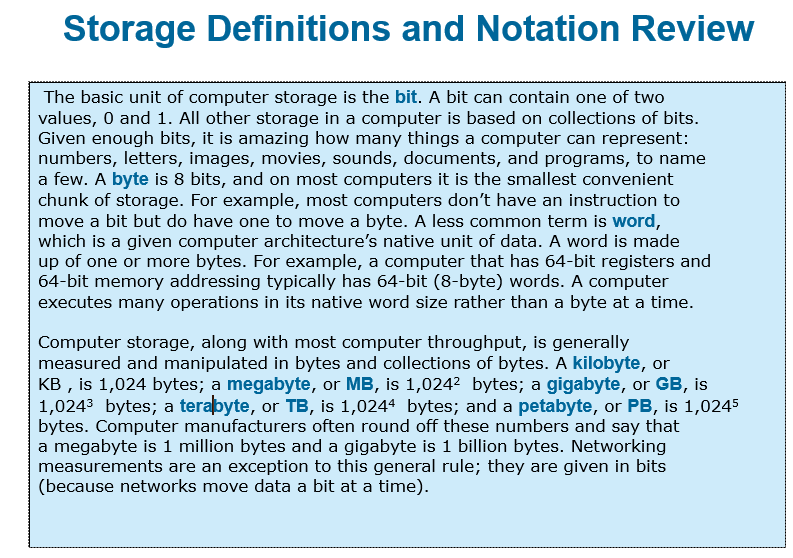 Storage Definitions and Notation Review
The basic unit of computer storage is the bit. A bit can contain one of two
values, 0 and 1. All other storage in a computer is based on collections of bits.
Given enough bits, it is amazing how many things a computer can represent:
numbers, letters, images, movies, sounds, documents, and programs, to name
a few. A byte is 8 bits, and on most computers it is the smallest convenient
chunk of storage. For example, most computers don’t have an instruction to
move a bit but do have one to move a byte. A less common term is word,
which is a given computer architecture’s native unit of data. A word is made
up of one or more bytes. For example, a computer that has 64-bit registers and
64-bit memory addressing typically has 64-bit (8-byte) words. A computer
executes many operations in its native word size rather than a byte at a time.
Computer storage, along with most computer throughput, is generally
measured and manipulated in bytes and collections of bytes. A kilobyte, or
KB , is 1,024 bytes; a megabyte, or MB, is 1,024² bytes; a gigabyte, or GB, is
1,024³ bytes; a terabyte, or TB, is 1,024⁴ bytes; and a petabyte, or PB, is 1,024⁵
bytes. Computer manufacturers often round off these numbers and say that
a megabyte is 1 million bytes and a gigabyte is 1 billion bytes. Networking
measurements are an exception to this general rule; they are given in bits
(because networks move data a bit at a time).